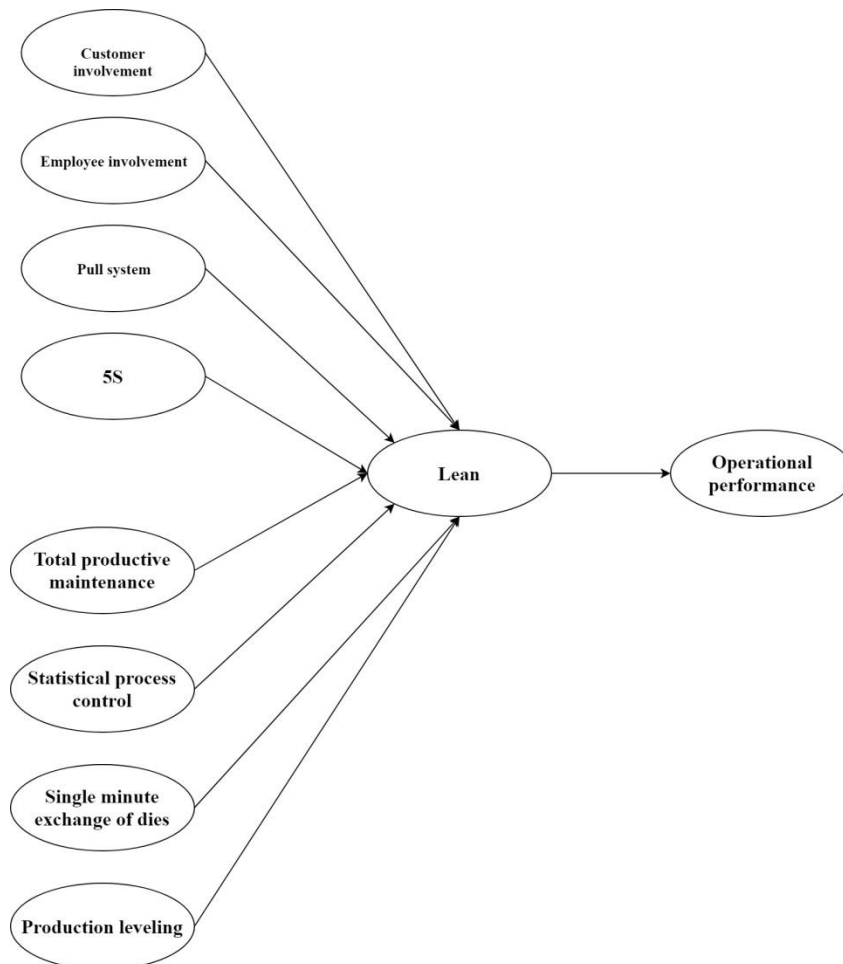 Customer
involvement
Employee involvement
Pull system
5S
Lean
Operational
performance
Total productive
maintenance
Statistical process
control
Single minute
exchange of dies
Production leveling